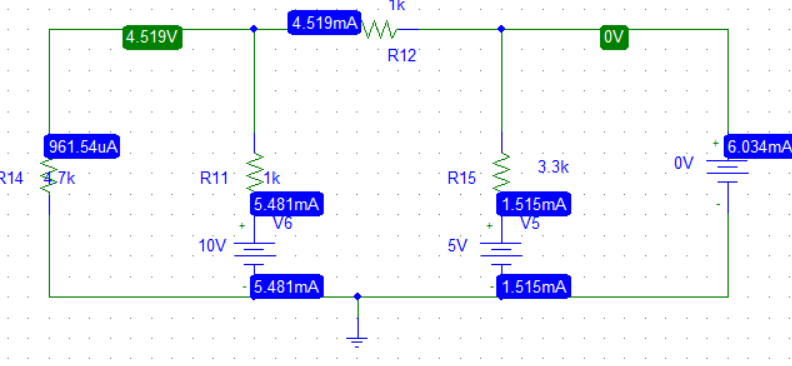 1k
4.519V
4.519mA
0V
R12
961.54uA
R14
4.7k
R11
1k
R15
3.3k
0V
+
6.034mA
-
5.481mA
1.515mA
+
V6
+
V5
10V
5V
-
5.481mA
-
1.515mA